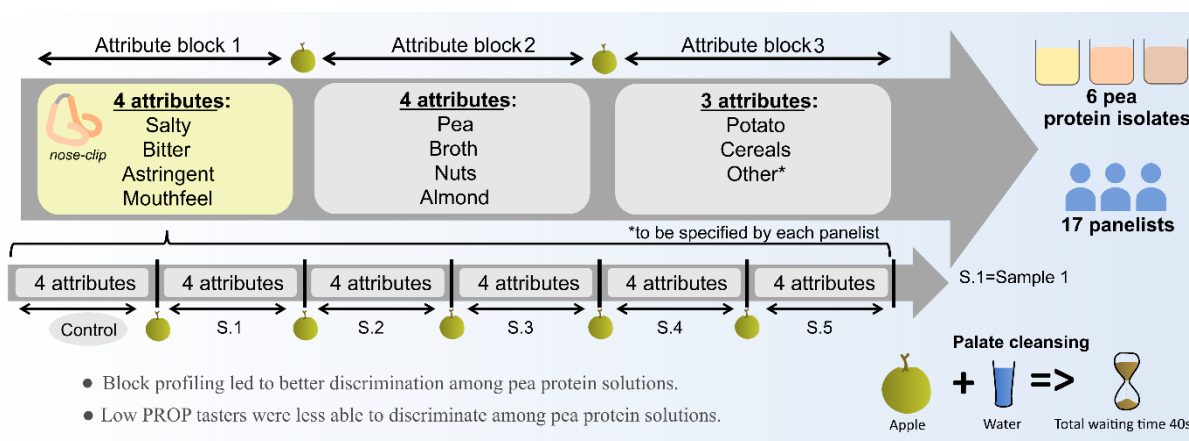 Attribute block 1
Attribute block 2
Attribute block 3
4 attributes:
Salty
Bitter
Astringent
Mouthfeel
nose-clip
4 attributes:
Pea
Broth
Nuts
Almond
3 attributes:
Potato
Cereals
Other*
6 pea
protein isolates
17 panelists
*to be specified by each panelist
4 attributes
4 attributes
4 attributes
4 attributes
4 attributes
4 attributes
S.1=Sample 1
Control
S.1
S.2
S.3
S.4
S.5
● Block profiling led to better discrimination among pea protein solutions.
● Low PROP tasters were less able to discriminate among pea protein solutions.
Palate cleansing
+
=>
Apple
Water
Total waiting time 40s